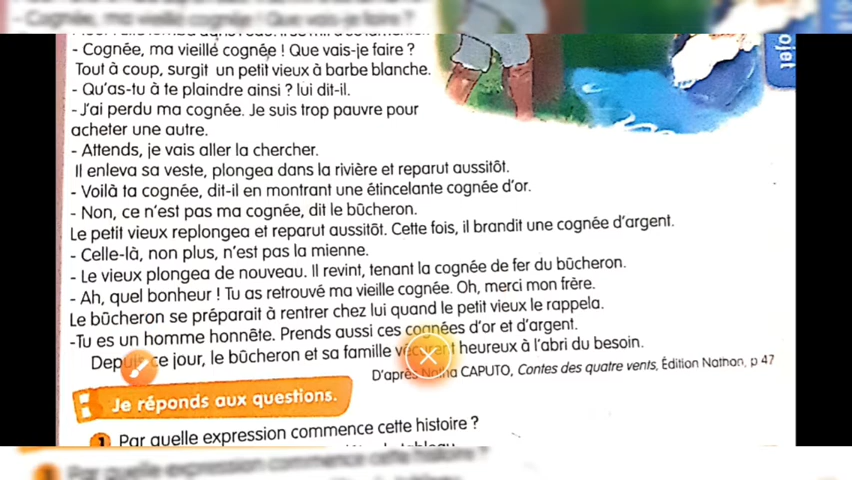 - Cognée, ma vieille cognée ! Que vais-je faire ?
Tout à coup, surgit un petit vieux à barbe blanche.
- Qu'as-tu à te plaindre ainsi ? lui dit-il.
- J'ai perdu ma cognée. Je suis trop pauvre pour
acheter une autre.
- Attends, je vais aller la chercher.
Il enleva sa veste, plongea dans la rivière et reparut aussitôt.
- Voilà ta cognée, dit-il en montrant une étincelante cognée d'or.
- Non, ce n'est pas ma cognée, dit le bûcheron.
Le petit vieux replongea et reparut aussitôt. Cette fois, il brandit une cognée d'argent.
- Celle-là, non plus, n'est pas la mienne.
- Le vieux plongea de nouveau. Il revint, tenant la cognée de fer du bûcheron.
- Ah, quel bonheur ! Tu as retrouvé ma vieille cognée. Oh, merci mon frère.
Le bûcheron se préparait à rentrer chez lui quand le petit vieux le rappela.
-Tu es un homme honnête. Prends aussi ces cognées d'or et d'argent.
Depuis ce jour, le bûcheron et sa famille vécurent heureux à l'abri du besoin.
D'après CAPUTO, Contes des quatre vents, Édition Nathan, p 47
Je réponds aux questions.
1 Par quelle expression commence cette histoire ?
ojet